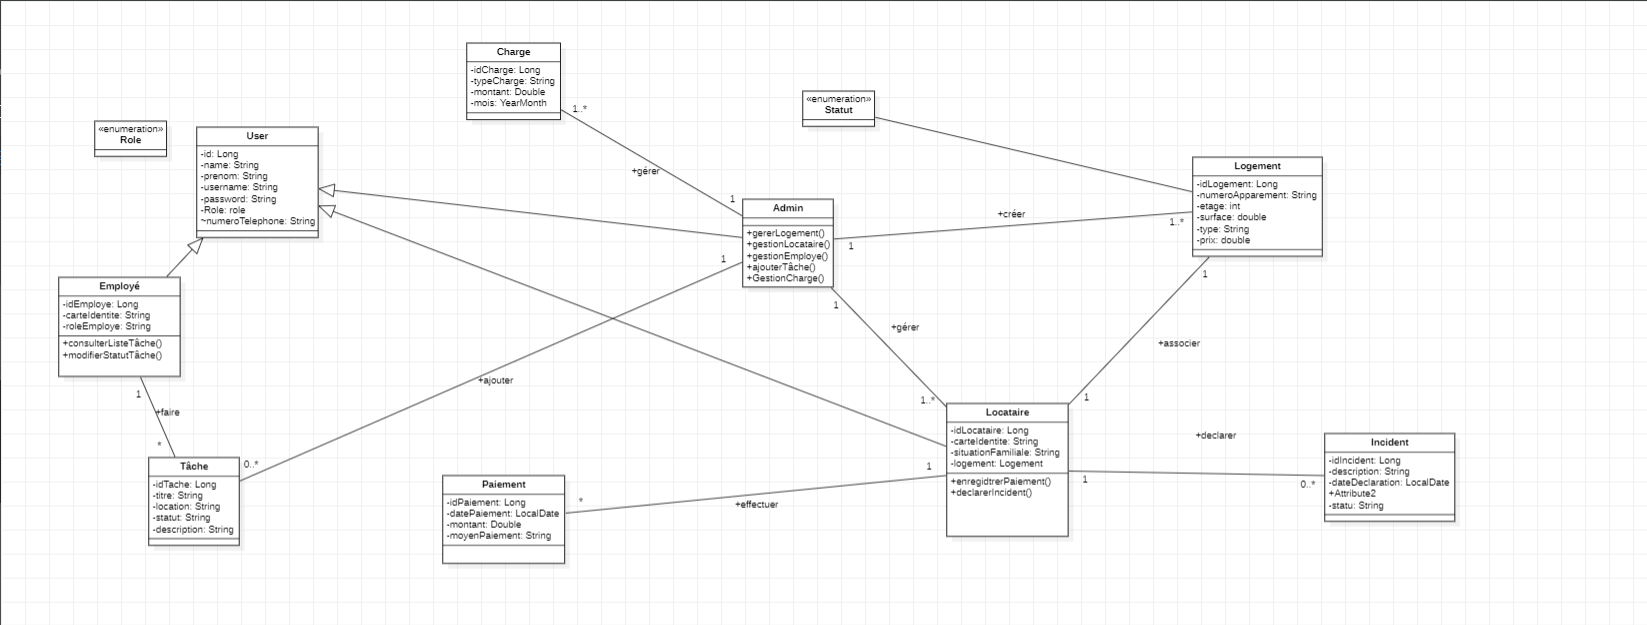 Charge
-idCharge: Long
-typeCharge: String
-montant: Double
-mois: YearMonth
1..*
+gérer
1
«enumeration»
Statut
«enumeration»
Role
User
-id: Long
-name: String
-prenom: String
-username: String
-password: String
-Role: role
~numeroTelephone: String
Logement
-idLogement: Long
-numeroApparement: String
-etage: int
-surface: double
-type: String
-prix: double
Admin
+gererLogement()
+gestionLocataire()
+gestionEmploye()
+ajouterTâche()
+GestionCharge()
+créer
1..*
1
1
1
1
+gérer
+associer
1..*
1
Employé
-idEmploye: Long
-carteIdentite: String
-roleEmploye: String
+consulterListeTâche()
+modifierStatutTâche()
1
+faire
*
+ajouter
0..*
Tâche
-idTache: Long
-titre: String
-location: String
-statut: String
-description: String
Locataire
-idLocataire: Long
-carteIdentite: String
-situationFamiliale: String
-logement: Logement
+enregidtrerPaiement()
+declarerIncident()
+declarer
1
0..*
Incident
-idIncident: Long
-description: String
-dateDeclaration: LocalDate
+Attribute2
-statu: String
1
*
+effectuer
Paiement
-idPaiement: Long
-datePaiement: LocalDate
-montant: Double
-moyenPaiement: String